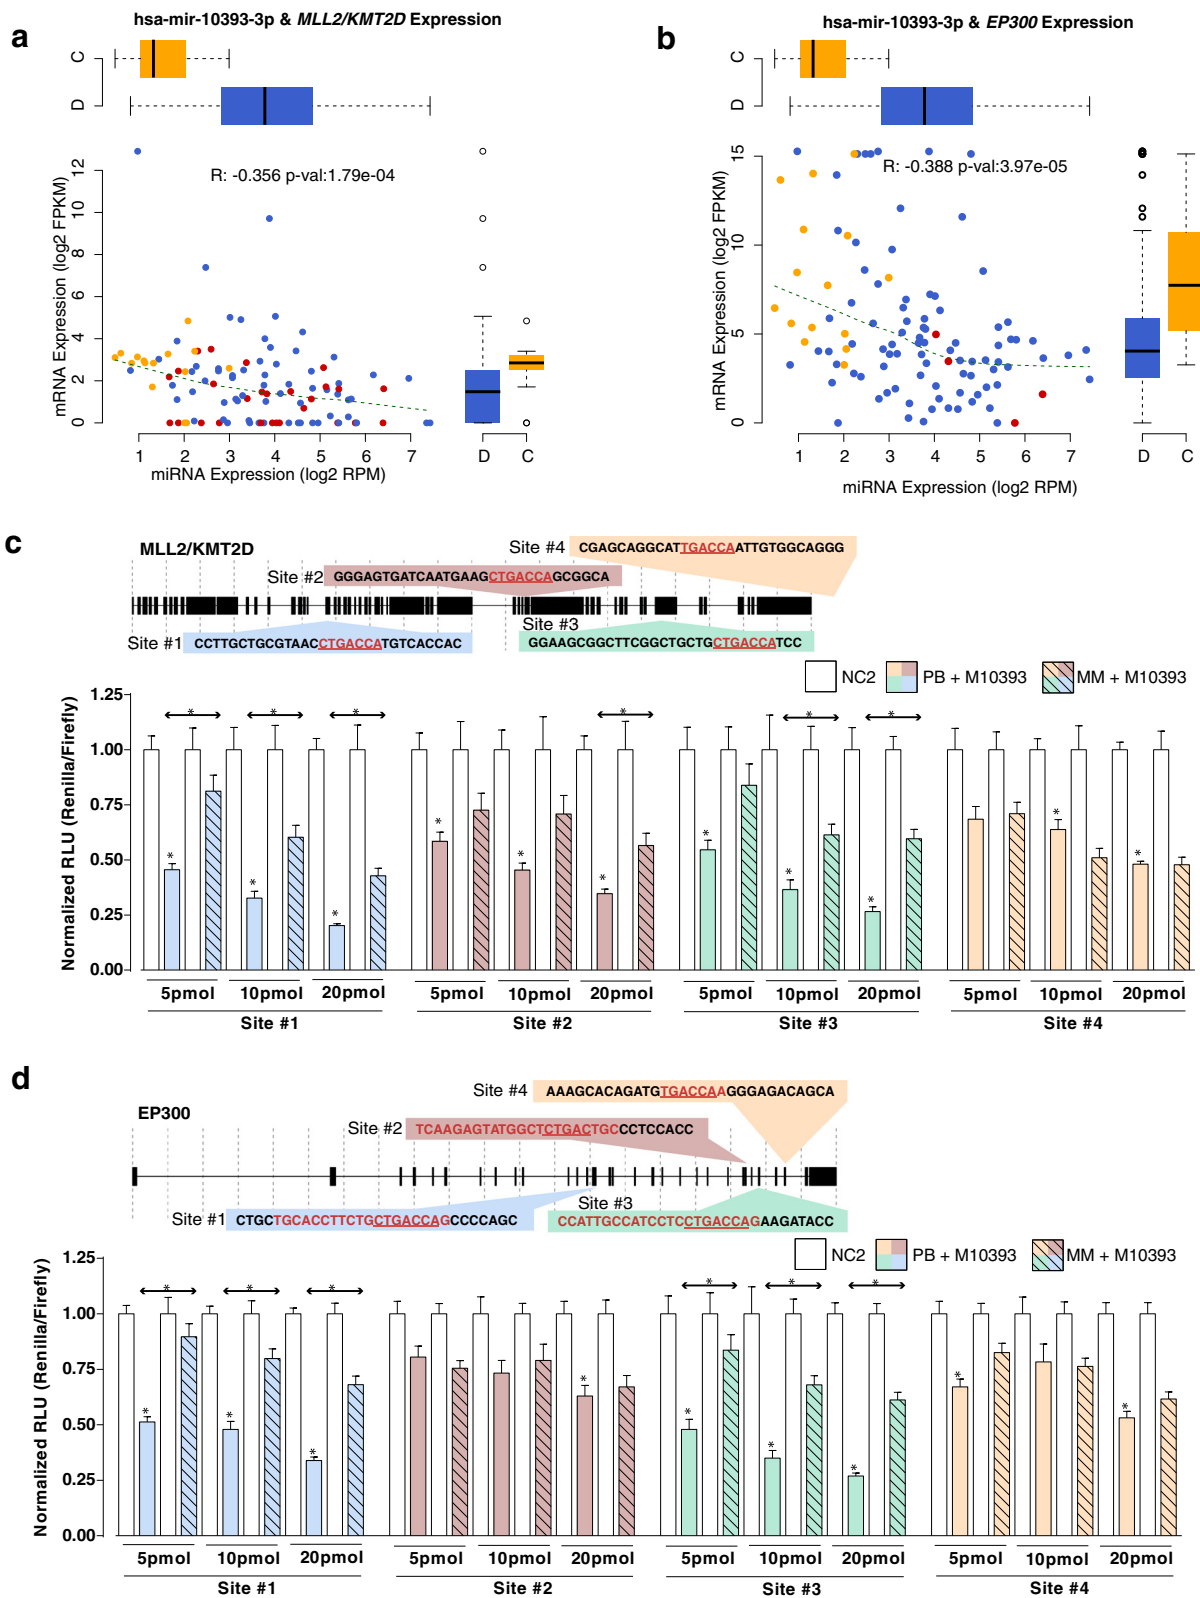 a
hsa-mir-10393-3p & MLL2/KMT2D Expression
C
D
R: -0.356 p-val:1.79e-04
mRNA Expression (log2 FPKM)
12
10
8
6
4
2
0
1 2 3 4 5 6 7
D C
miRNA Expression (log2 RPM)
b
hsa-mir-10393-3p & EP300 Expression
C
D
R: -0.388 p-val:3.97e-05
mRNA Expression (log2 FPKM)
15
10
5
0
1 2 3 4 5 6 7
D C
miRNA Expression (log2 RPM)
c
MLL2/KMT2D
Site #4 CGAGCAGGCATTGACCAATTGTGGCAGGG
Site #2 GGGAGTGATCAATGAAGCTGACCAGCGGCA
Site #3
Site #1 CCTTGCTGCGTAACCTGACCATGTCACCAC
GGAAGCGGCTTCGGCTGCTGCTGACCATCC
NC2 PB + M10393 MM + M10393
Normalized RLU (Renilla/Firefly)
1.25
1.00
0.75
0.50
0.25
0.00
* * * * * *
* * * * * * * * * * *
5pmol 10pmol 20pmol 5pmol 10pmol 20pmol 5pmol 10pmol 20pmol 5pmol 10pmol 20pmol
Site #1 Site #2 Site #3 Site #4
d
EP300
Site #4 AAAGCACAGATGTGACCAAGGGAGACAGCA
Site #2 TCAAGAGTATGGCTCTGACTGCCCTCCACC
Site #3
Site #1 CTGCTGCACCTTCTGCTGACCAGCCCCAGC
CCATTGCCATCCTCCTGACCAGAAGATACC
NC2 PB + M10393 MM + M10393
Normalized RLU (Renilla/Firefly)
1.25
1.00
0.75
0.50
0.25
0.00
* * * * * *
* * * * * * * * *
5pmol 10pmol 20pmol 5pmol 10pmol 20pmol 5pmol 10pmol 20pmol 5pmol 10pmol 20pmol
Site #1 Site #2 Site #3 Site #4